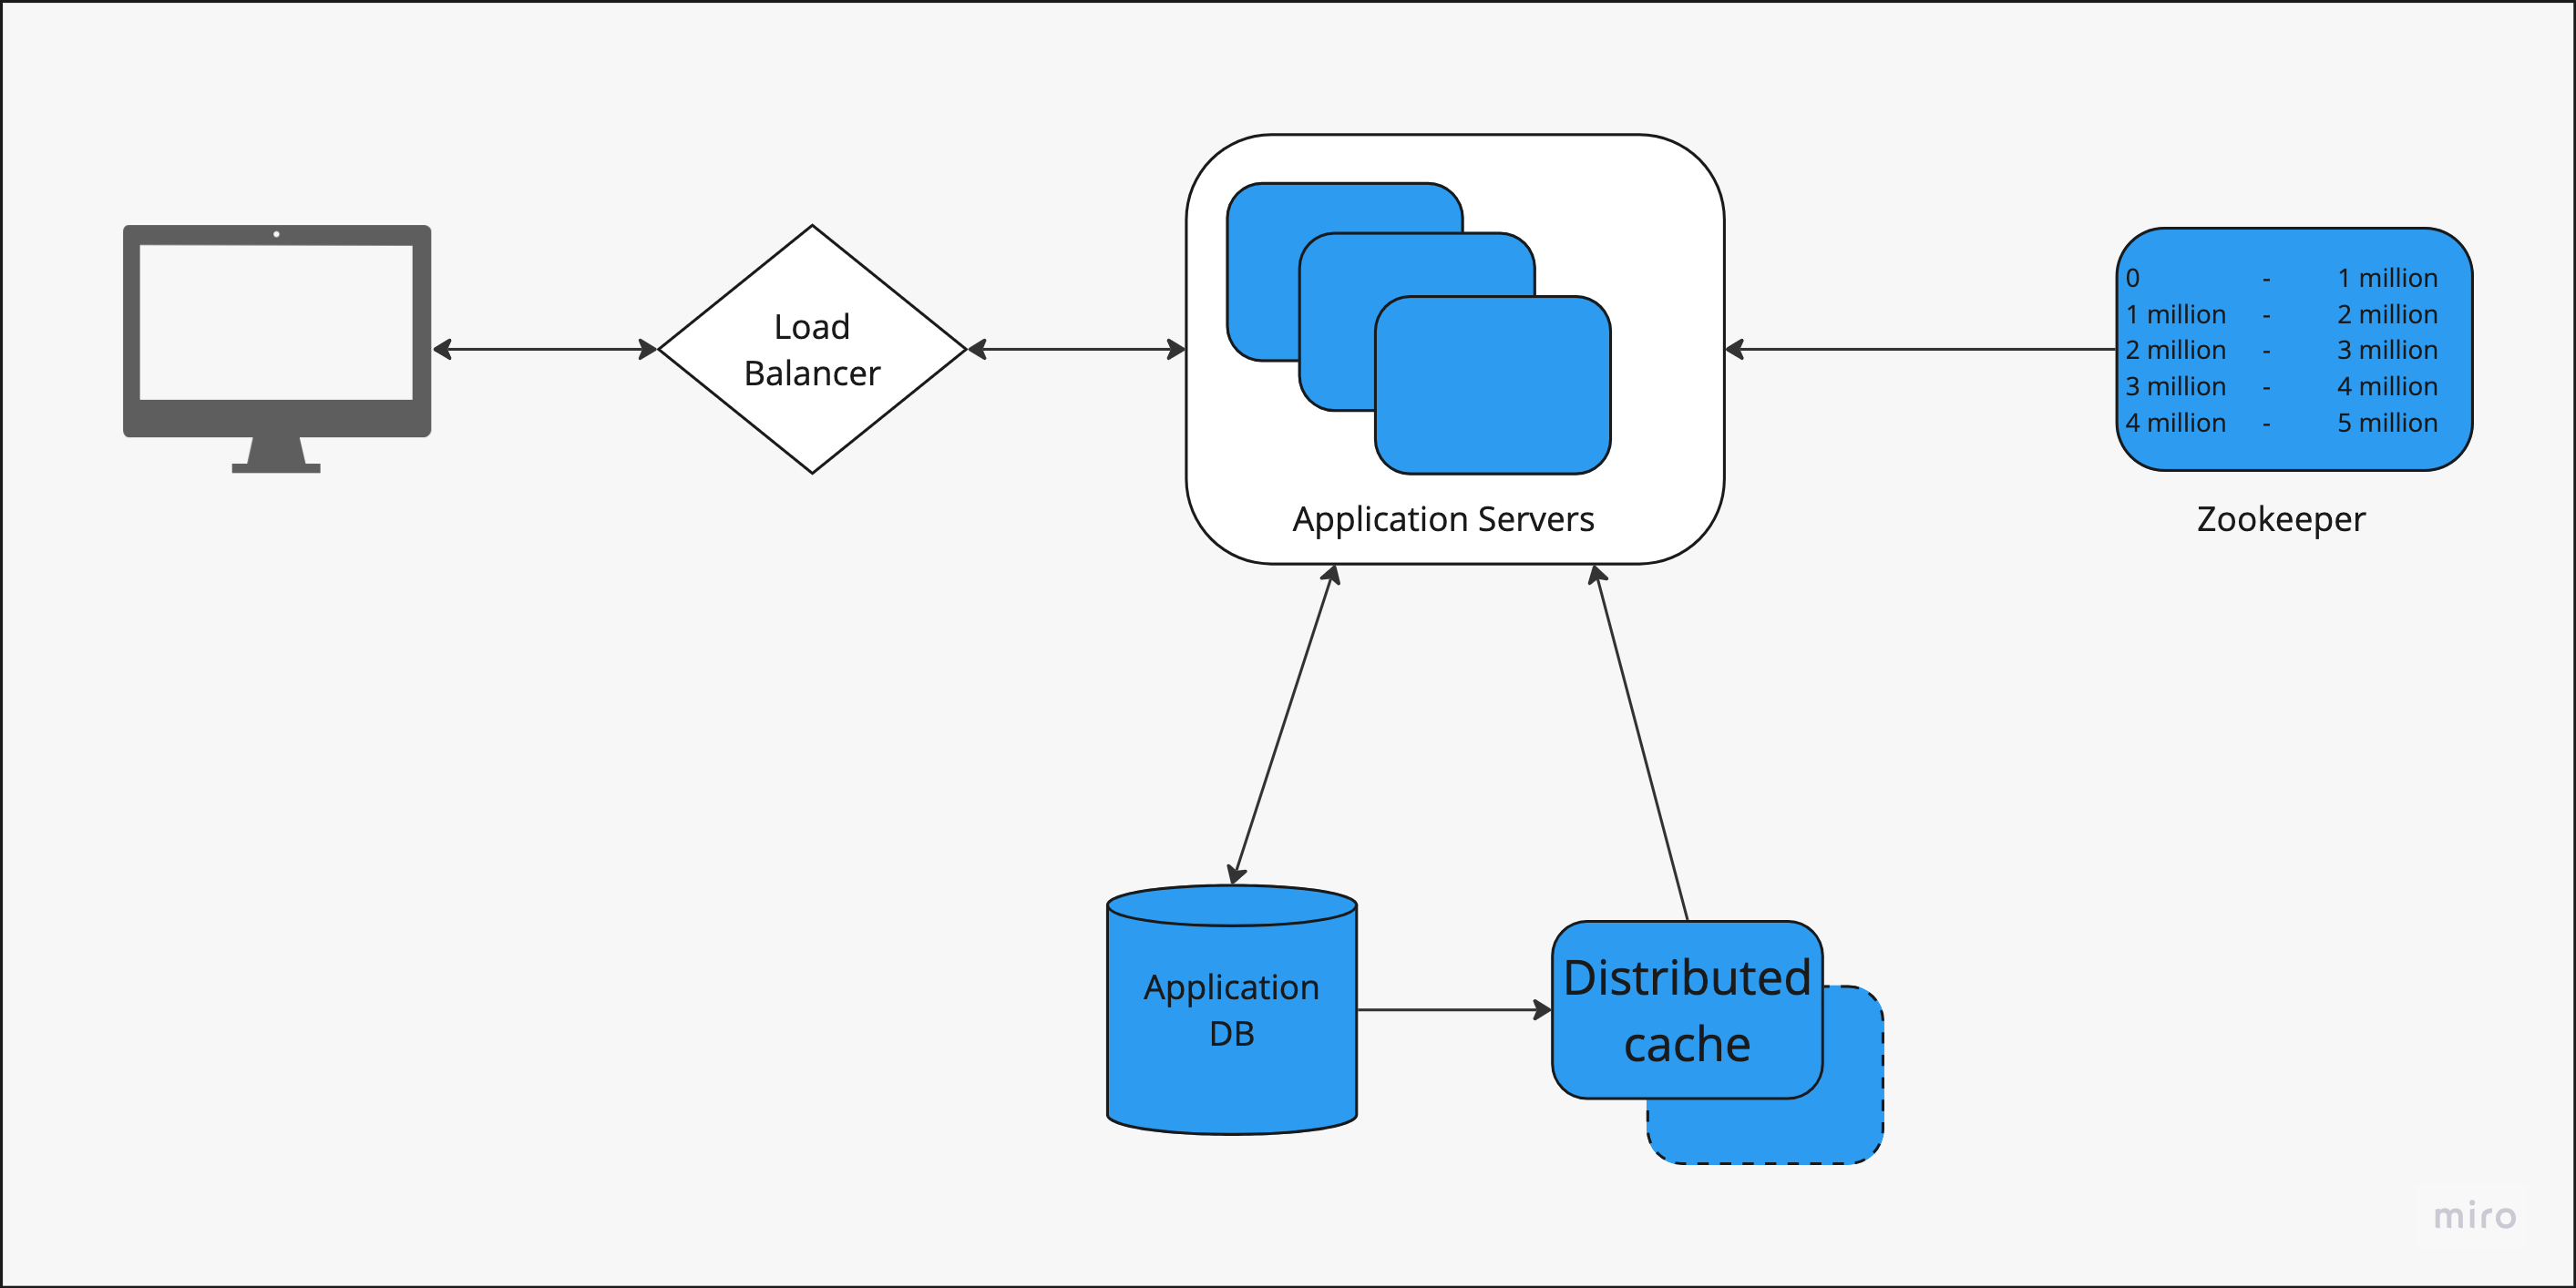 Load
Balancer
Application Servers
0 - 1 million
1 million - 2 million
2 million - 3 million
3 million - 4 million
4 million - 5 million
Zookeeper
Application
DB
Distributed
cache
miro